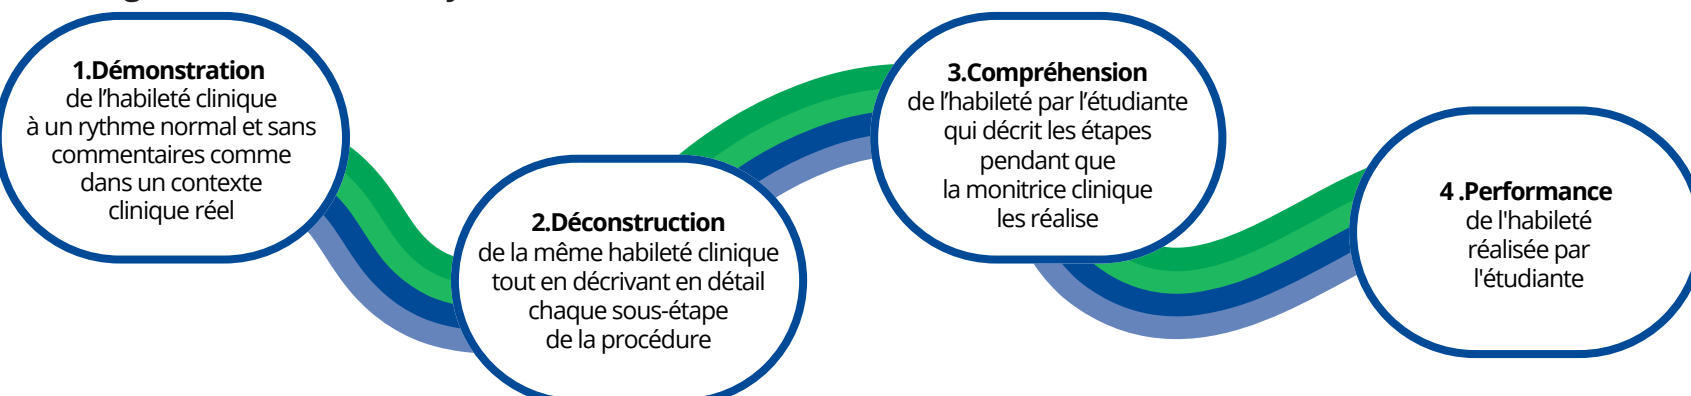 1.Démonstration
de l’habileté clinique
à un rythme normal et sans
commentaires comme
dans un contexte
clinique réel
2.Déconstruction
de la même habileté clinique
tout en décrivant en détail
chaque sous-étape
de la procédure
3.Compréhension
de l’habileté par l’étudiante
qui décrit les étapes
pendant que
la monitrice clinique
les réalise
4 .Performance
de l'habileté
réalisée par
l'étudiante